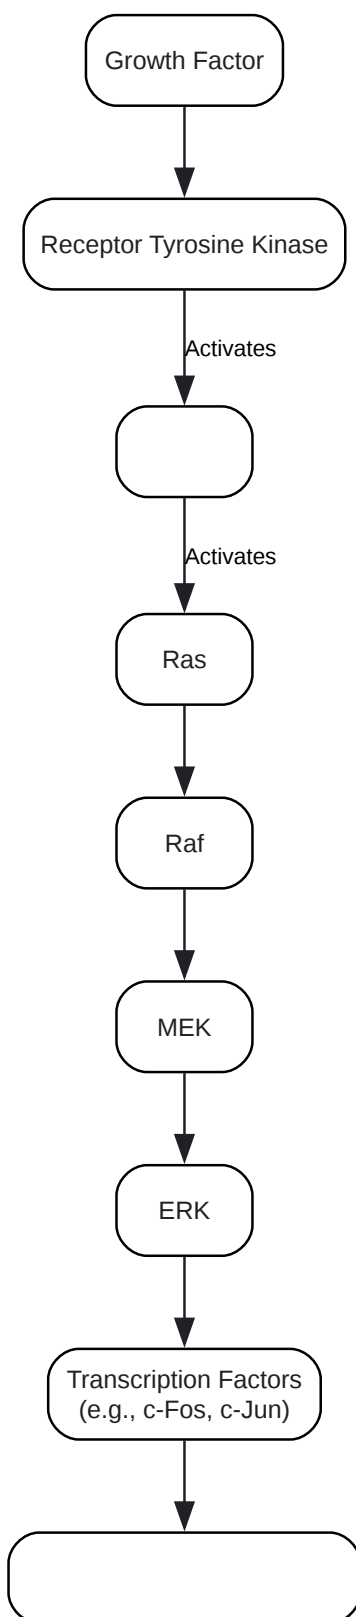 Growth Factor
Receptor Tyrosine Kinase
Activates
Activates
Ras
Raf
MEK
ERK
Transcription Factors
(e.g., c-Fos, c-Jun)